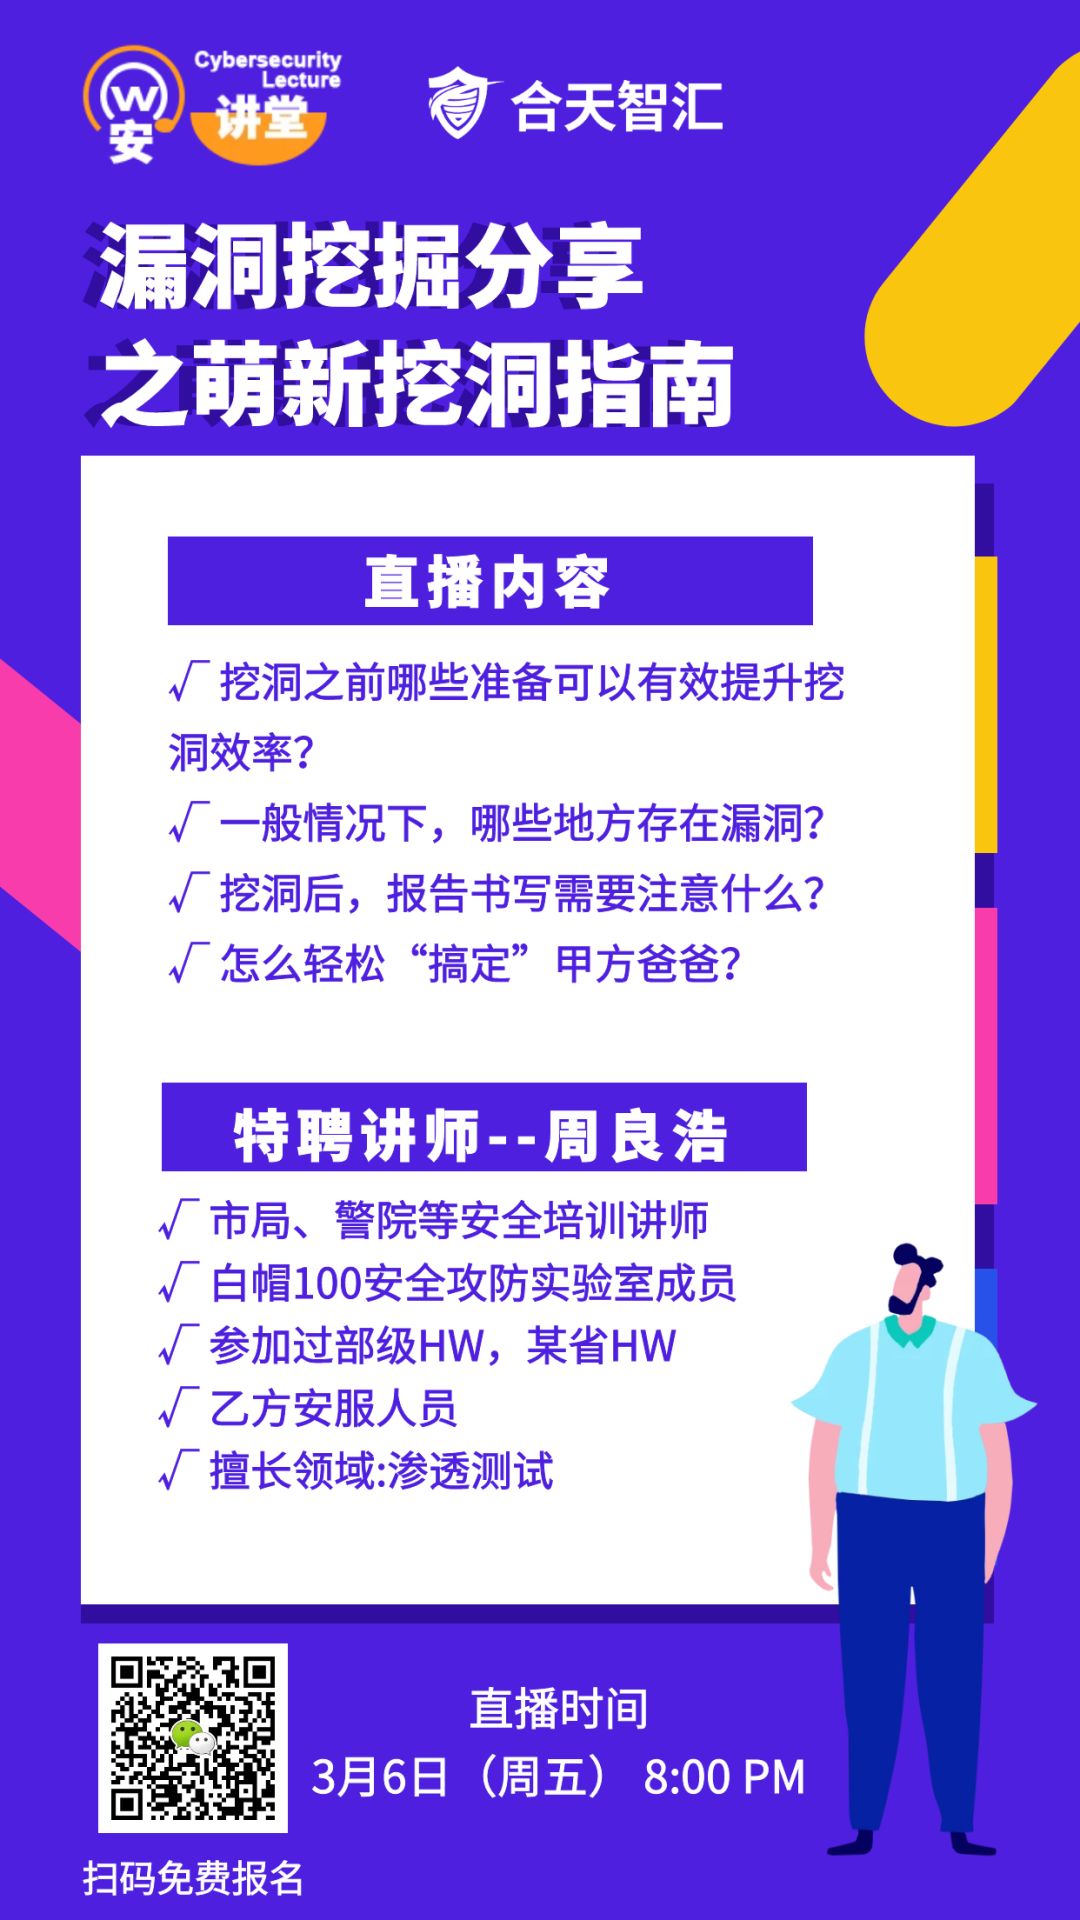 Cybersecurity
Lecture
W安
讲堂
合天智汇
漏洞挖掘分享
之萌新挖洞指南
直播内容
√ 挖洞之前哪些准备可以有效提升挖
洞效率？
√ 一般情况下，哪些地方存在漏洞？
√ 挖洞后，报告书写需要注意什么？
√ 怎么轻松“搞定”甲方爸爸？
特聘讲师--周良浩
√ 市局、警院等安全培训讲师
√ 白帽100安全攻防实验室成员
√ 参加过部级HW，某省HW
√ 乙方安服人员
√ 擅长领域:渗透测试
直播时间
3月6日（周五） 8:00 PM
扫码免费报名